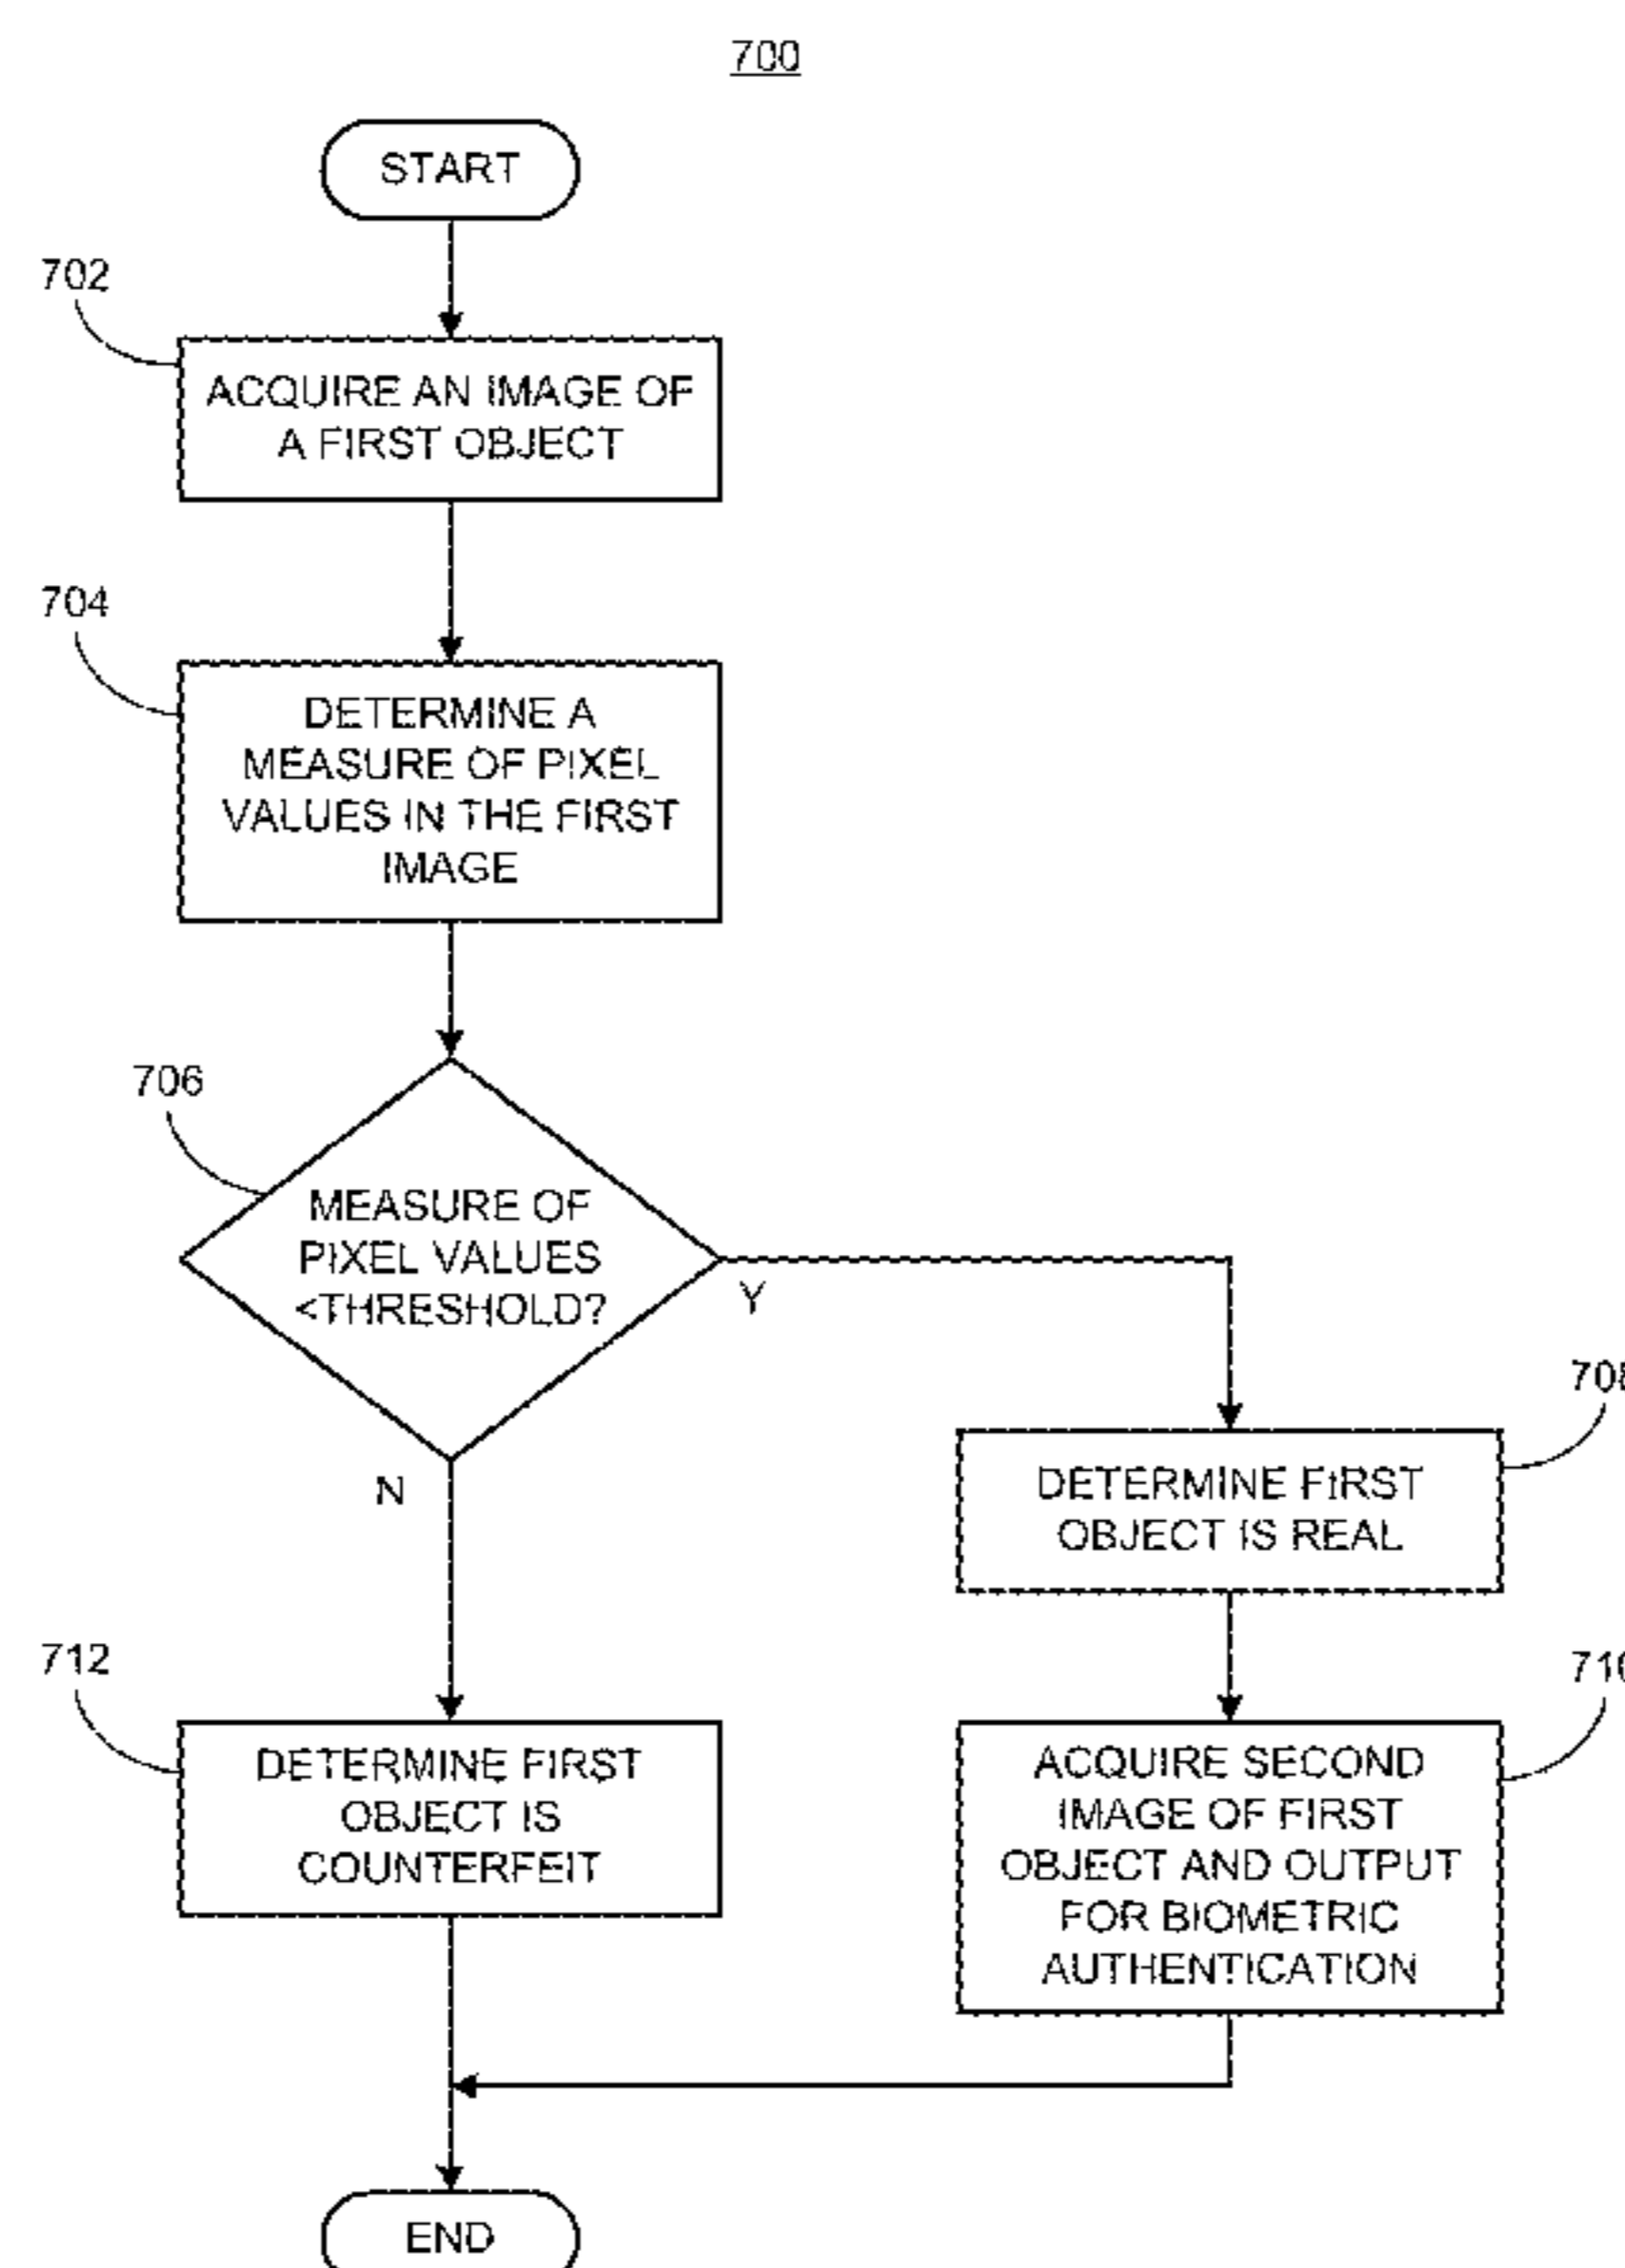 700
START
702
ACQUIRE AN IMAGE OF
A FIRST OBJECT
704
DETERMINE A
MEASURE OF PIXEL
VALUES IN THE FIRST
IMAGE
706
MEASURE OF
PIXEL VALUES
<THRESHOLD?
Y
N
708
DETERMINE FIRST
OBJECT IS REAL
712
DETERMINE FIRST
OBJECT IS
COUNTERFEIT
710
ACQUIRE SECOND
IMAGE OF FIRST
OBJECT AND OUTPUT
FOR BIOMETRIC
AUTHENTICATION
END